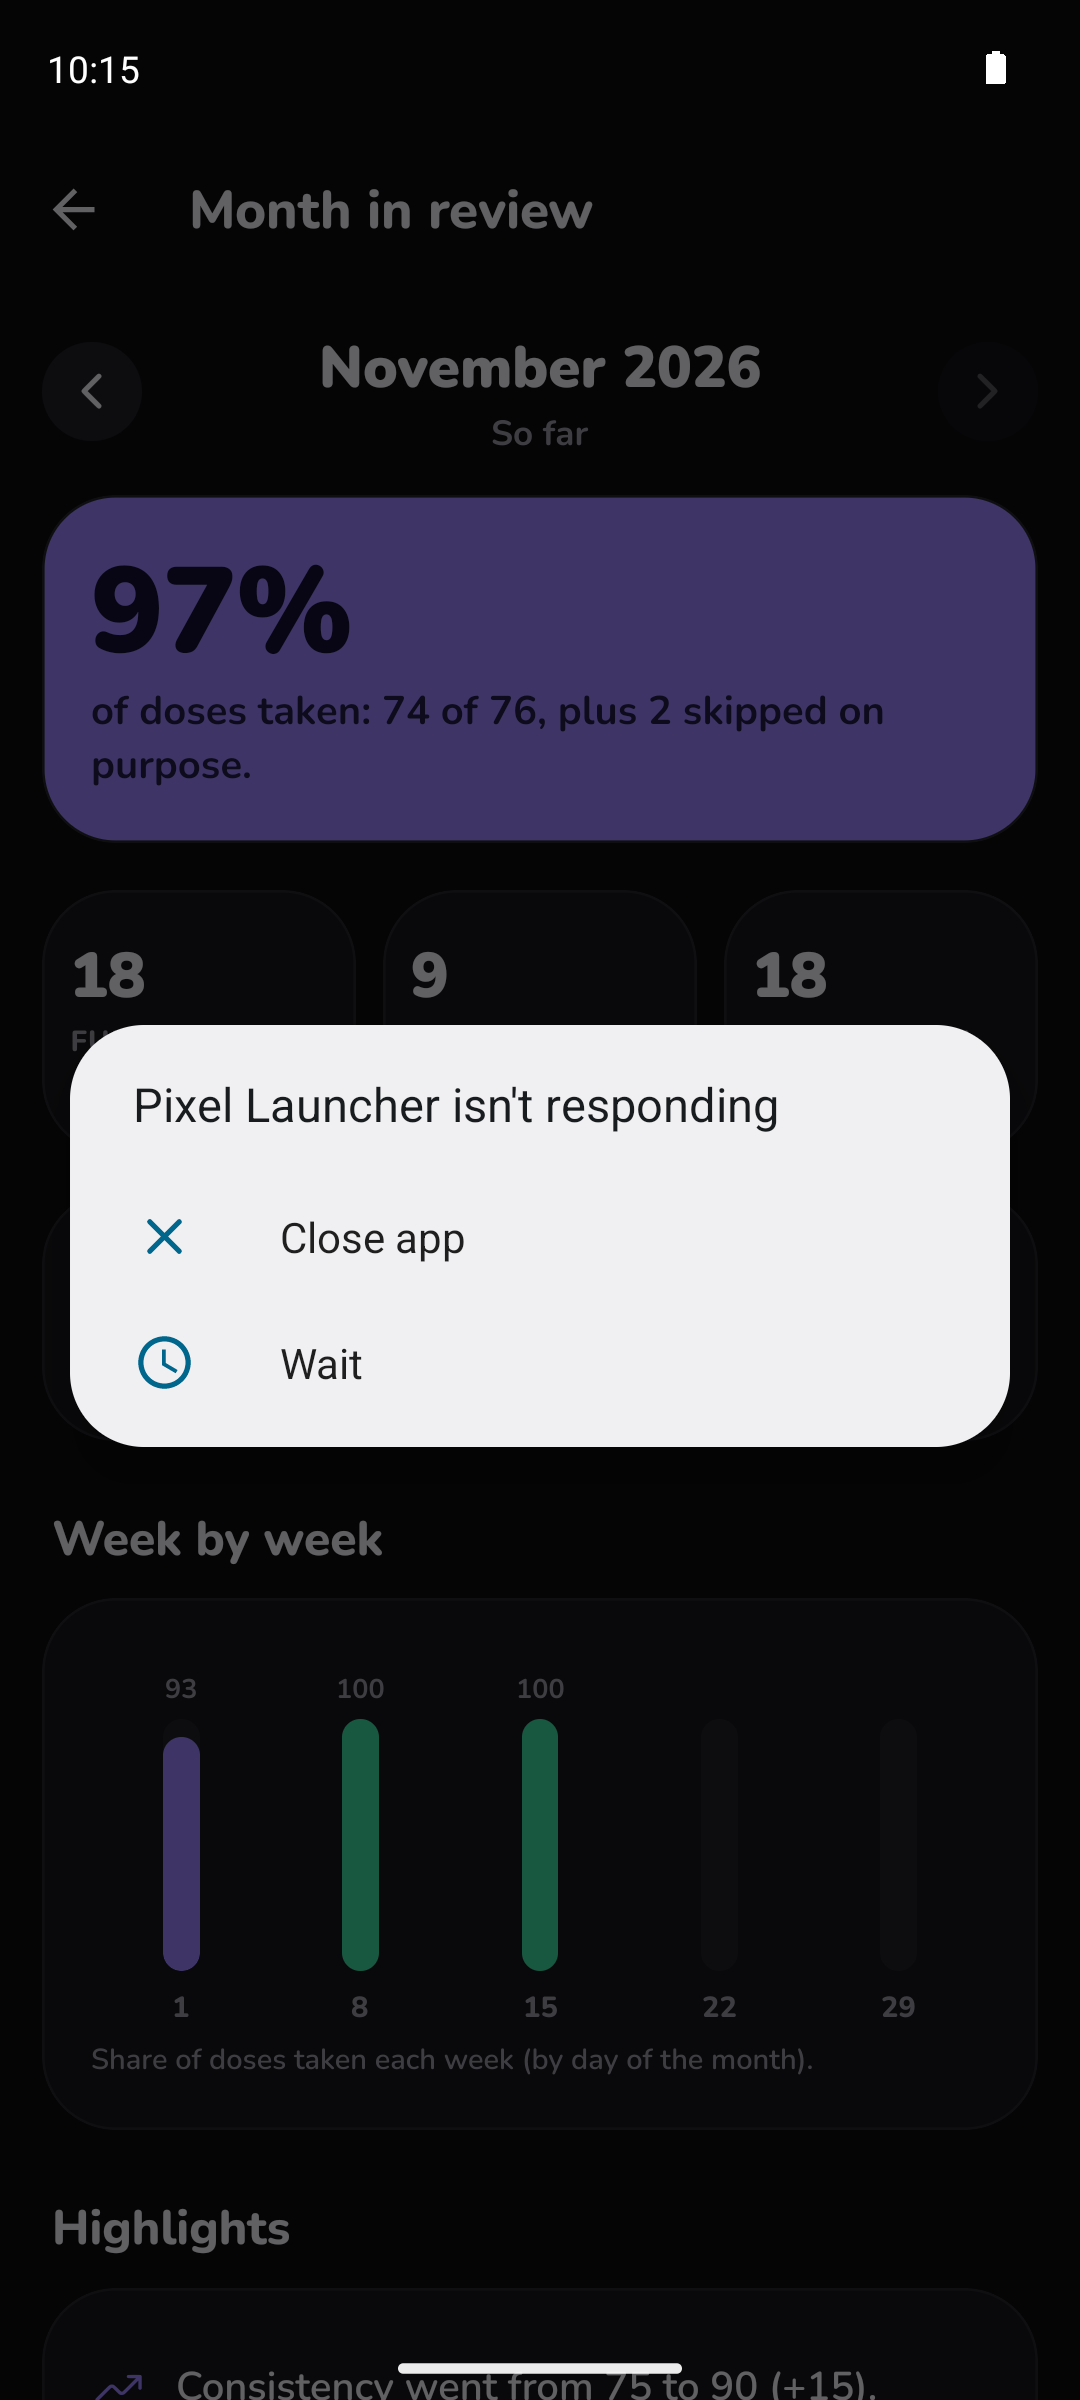 10:15
Month in review
November 2026
So far
97%
of doses taken: 74 of 76, plus 2 skipped on
purpose.
18
9
18
Pixel Launcher isn't responding
Close app
Wait
Week by week
93
100
100
1
8
15
22
29
Share of doses taken each week (by day of the month).
Highlights
Consistency went from 75 to 90 (+15).